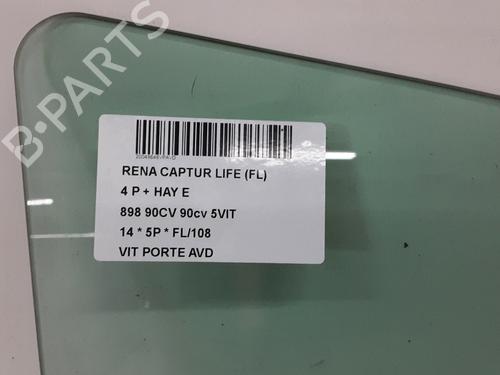 B-PARTS
RENA CAPTUR LIFE (FL)
4 P + HAY E
898 90CV 90cv 5VIT
14 * 5P * FL/108
VIT PORTE AVD